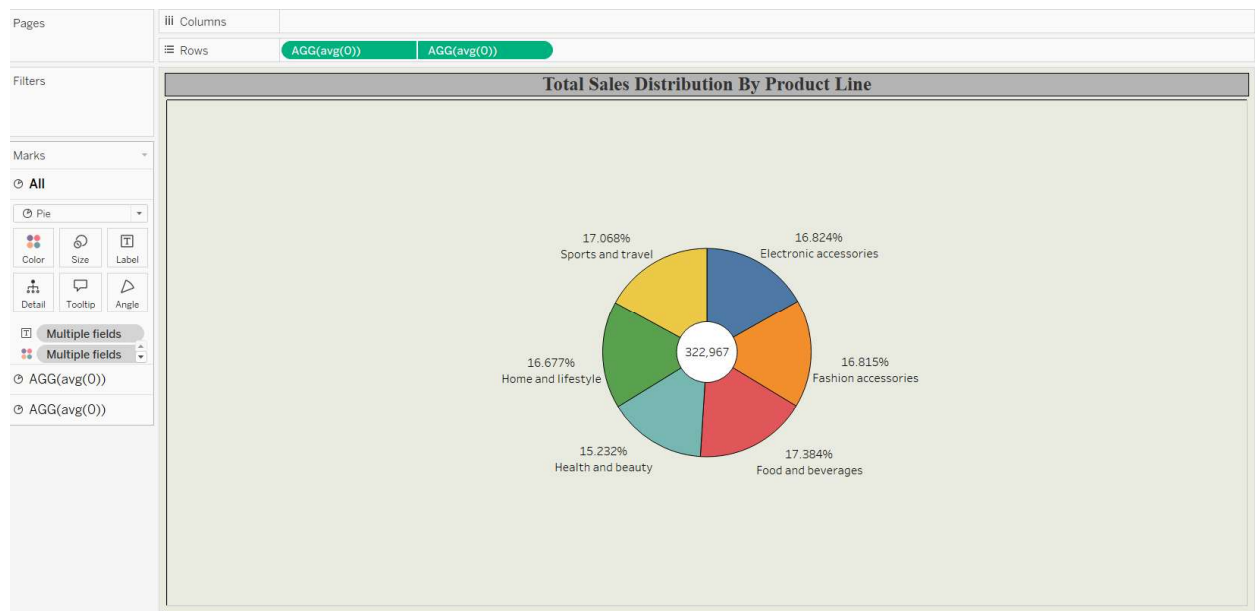 Pages
Columns
Rows
AGG(avg(0)) AGG(avg(0))
Filters
Marks
All
Pie
Color Size Label
Detail Tooltip Angle
Multiple fields
Multiple fields
AGG(avg(0))
AGG(avg(0))
Total Sales Distribution By Product Line
17.068%
Sports and travel
16.824%
Electronic accessories
16.677%
Home and lifestyle
322,967
16.815%
Fashion accessories
15.232%
Health and beauty
17.384%
Food and beverages